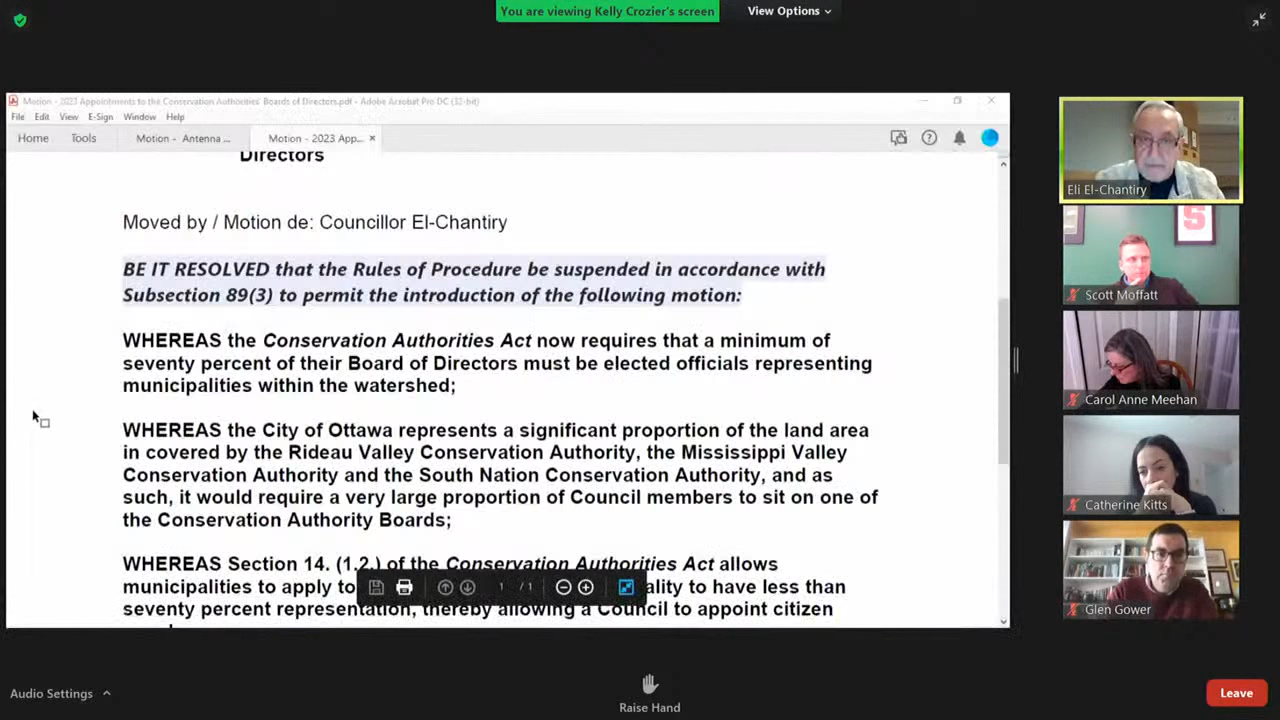 You are viewing Kelly Crozier's screen
View Options
Motion - 2023 Appointments to the Conservation Authorities' Boards of Directors.pdf - Adobe Acrobat Pro DC (32-bit)
File Edit View E-Sign Window Help
Home Tools Motion - Antenna ... Motion - 2023 App... ×
Directors
Moved by / Motion de: Councillor El-Chantiry
BE IT RESOLVED that the Rules of Procedure be suspended in accordance with
Subsection 89(3) to permit the introduction of the following motion:
WHEREAS the Conservation Authorities Act now requires that a minimum of
seventy percent of their Board of Directors must be elected officials representing
municipalities within the watershed;
WHEREAS the City of Ottawa represents a significant proportion of the land area
in covered by the Rideau Valley Conservation Authority, the Mississippi Valley
Conservation Authority and the South Nation Conservation Authority, and as
such, it would require a very large proportion of Council members to sit on one of
the Conservation Authority Boards;
WHEREAS Section 14. (1.2.) of the Conservation Authorities Act allows
municipalities to apply to ality to have less than
seventy percent representation, thereby allowing a Council to appoint citizen
1 / 1
Eli El-Chantiry
S
Scott Moffatt
Carol Anne Meehan
Catherine Kitts
Glen Gower
Audio Settings
Raise Hand
Leave